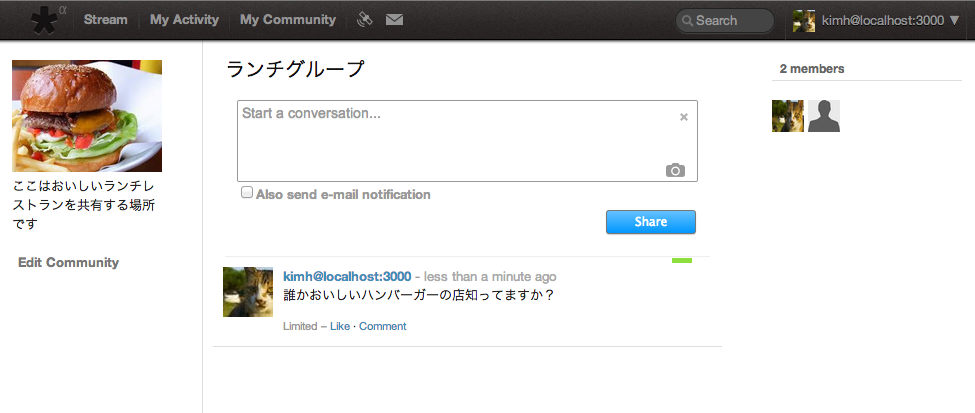 α
Stream My Activity My Community Search kimh@localhost:3000 ▼
ランチグループ
2 members
Start a conversation...
ここはおいしいランチレ
ストランを共有する場所
です
Also send e-mail notification
Share
Edit Community
kimh@localhost:3000 - less than a minute ago
誰かおいしいハンバーガーの店知ってますか？
Limited – Like · Comment